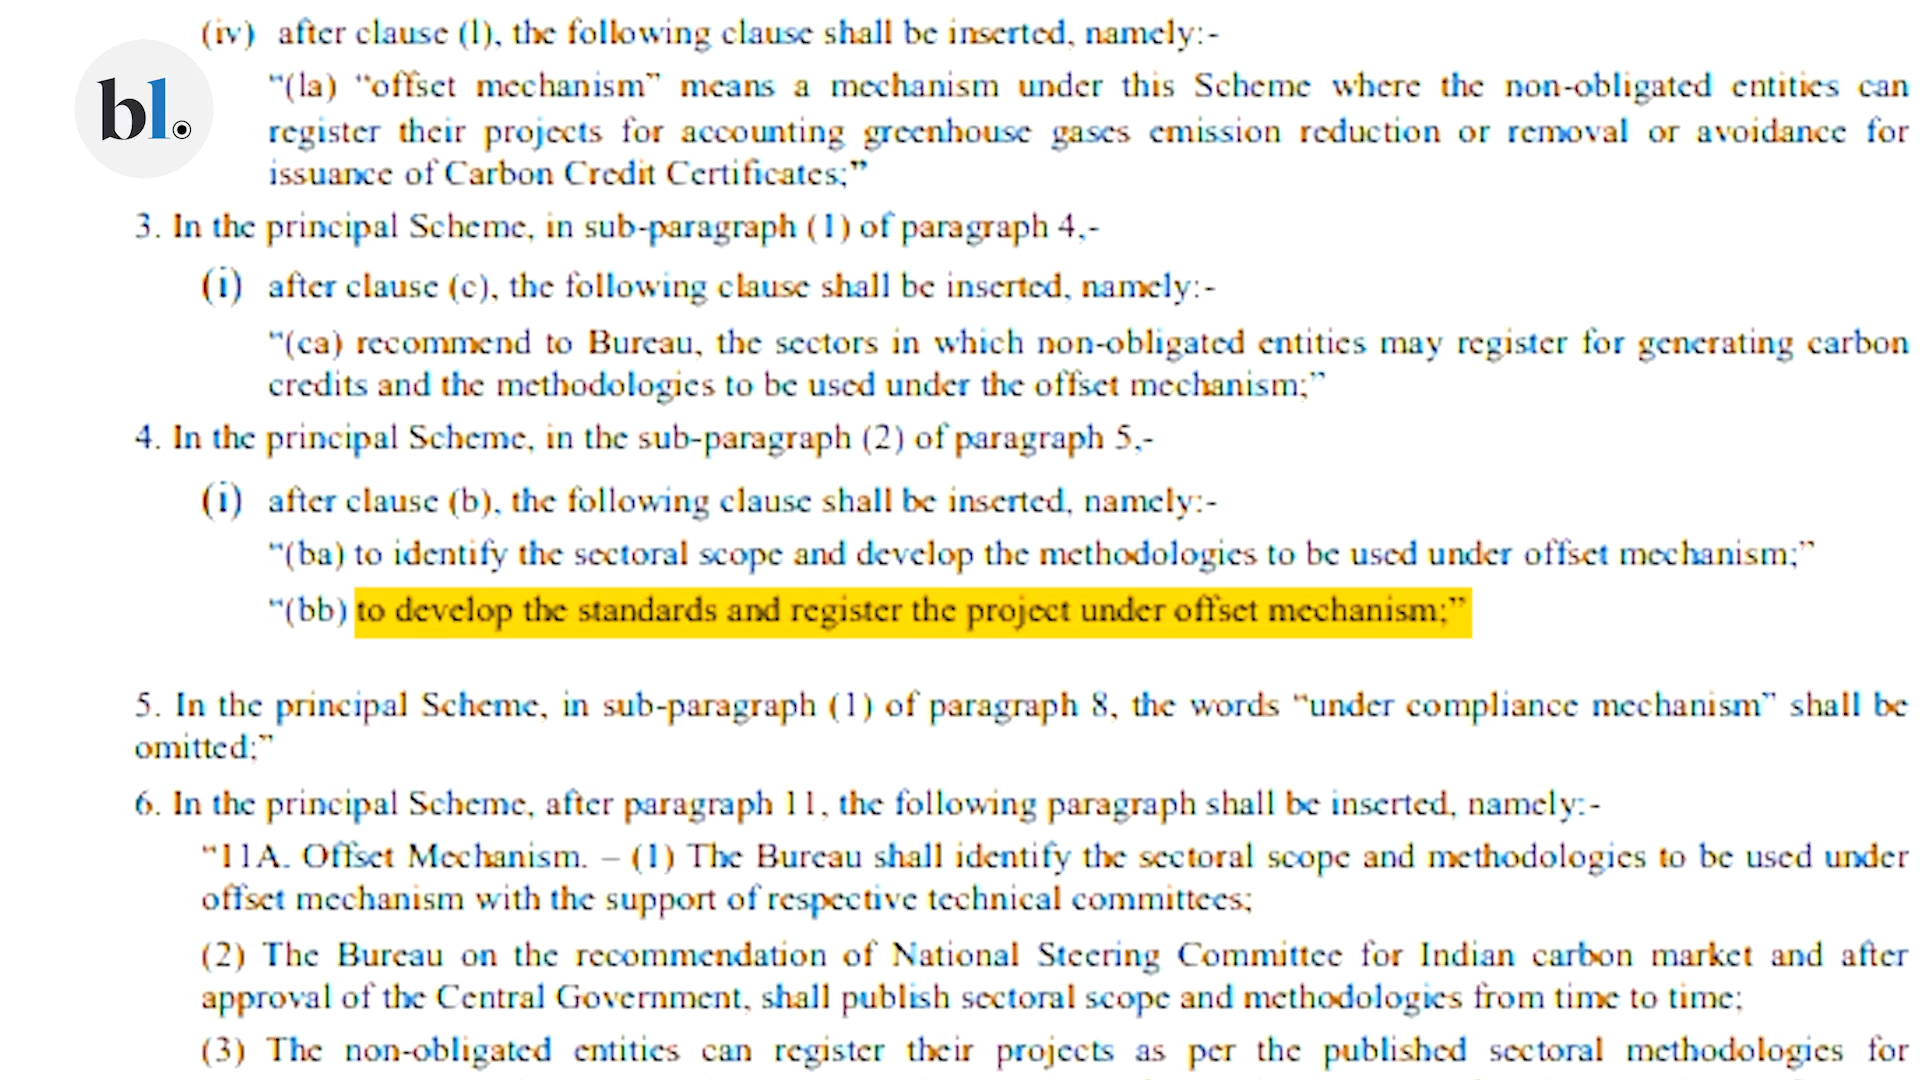 bl.
(iv) after clause (l), the following clause shall be inserted, namely:-
"(la) "offset mechanism" means a mechanism under this Scheme where the non-obligated entities can
register their projects for accounting greenhouse gases emission reduction or removal or avoidance for
issuance of Carbon Credit Certificates;"
3. In the principal Scheme, in sub-paragraph (1) of paragraph 4,-
(i) after clause (c), the following clause shall be inserted, namely:-
"(ca) recommend to Bureau, the sectors in which non-obligated entities may register for generating carbon
credits and the methodologies to be used under the offset mechanism;"
4. In the principal Scheme, in the sub-paragraph (2) of paragraph 5,-
(i) after clause (b), the following clause shall be inserted, namely:-
"(ba) to identify the sectoral scope and develop the methodologies to be used under offset mechanism;"
"(bb) to develop the standards and register the project under offset mechanism;"
5. In the principal Scheme, in sub-paragraph (1) of paragraph 8, the words "under compliance mechanism" shall be
omitted;"
6. In the principal Scheme, after paragraph 11, the following paragraph shall be inserted, namely:-
"11A. Offset Mechanism. – (1) The Bureau shall identify the sectoral scope and methodologies to be used under
offset mechanism with the support of respective technical committees;
(2) The Bureau on the recommendation of National Steering Committee for Indian carbon market and after
approval of the Central Government, shall publish sectoral scope and methodologies from time to time;
(3) The non-obligated entities can register their projects as per the published sectoral methodologies for